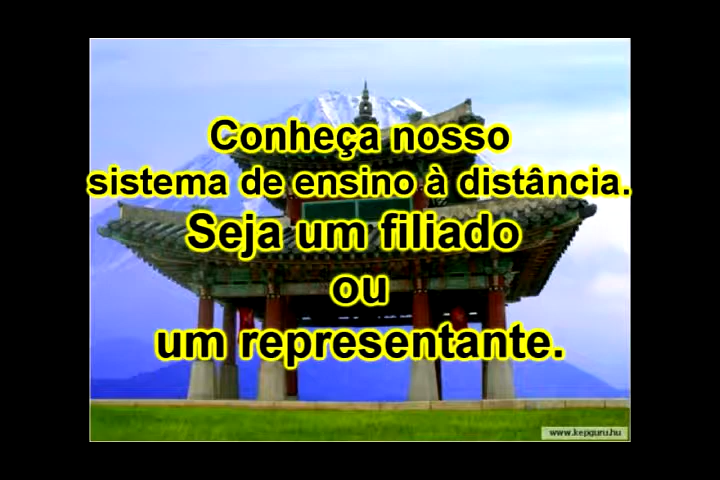 Conheça nosso
sistema de ensino à distância.
Seja um filiado
ou
um representante.
www.kepguru.hu